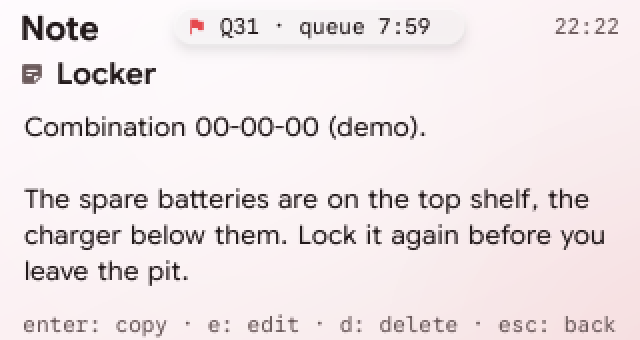 Note
Q31 · queue 7:59
22:22
Locker
Combination 00-00-00 (demo).
The spare batteries are on the top shelf, the
charger below them. Lock it again before you
leave the pit.
enter: copy · e: edit · d: delete · esc: back